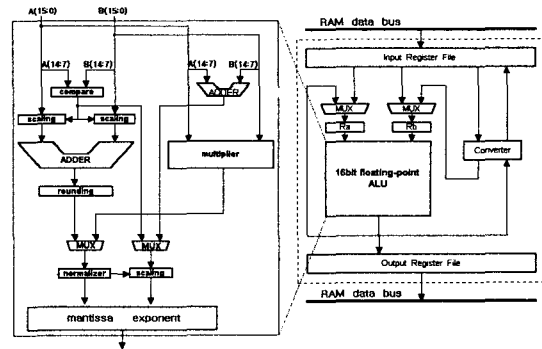 A(15:0) B(15:0)
A(14:7) B(14:7)
compare
scaling scaling
ADDER
rounding
A(14:7) B(14:7)
ADDER
multiplier
MUX MUX
normalizer scaling
mantissa exponent
RAM data bus
Input Register File
MUX MUX
Ra Rb
16bit floating-point
ALU
Converter
Output Register File
RAM data bus